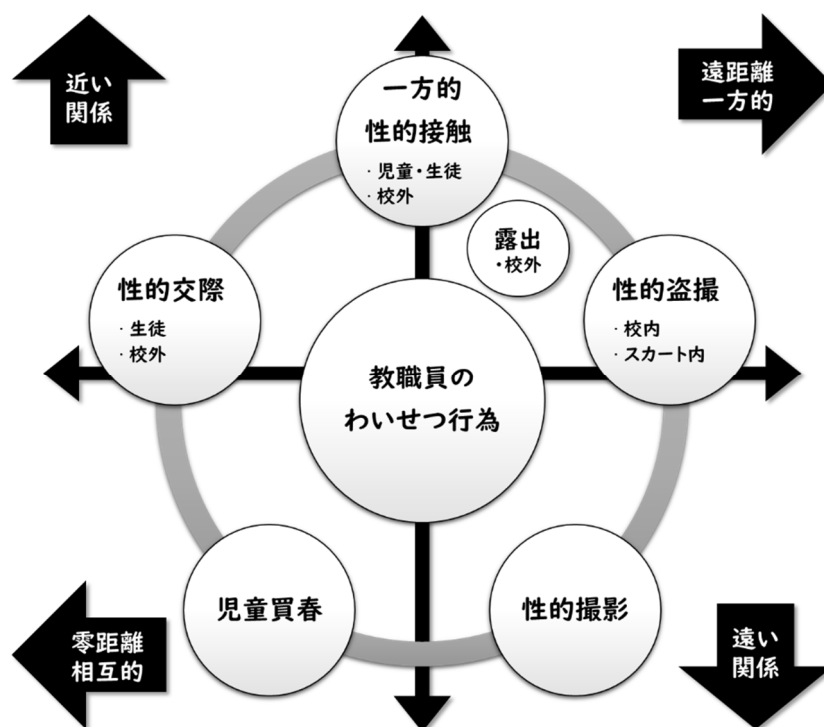 近い
関係
遠距離
一方的
一方的
性的接触
・児童・生徒
・校外
露出
・校外
性的交際
・生徒
・校外
性的盗撮
・校内
・スカート内
教職員の
わいせつ行為
児童買春
性的撮影
零距離
相互的
遠い
関係